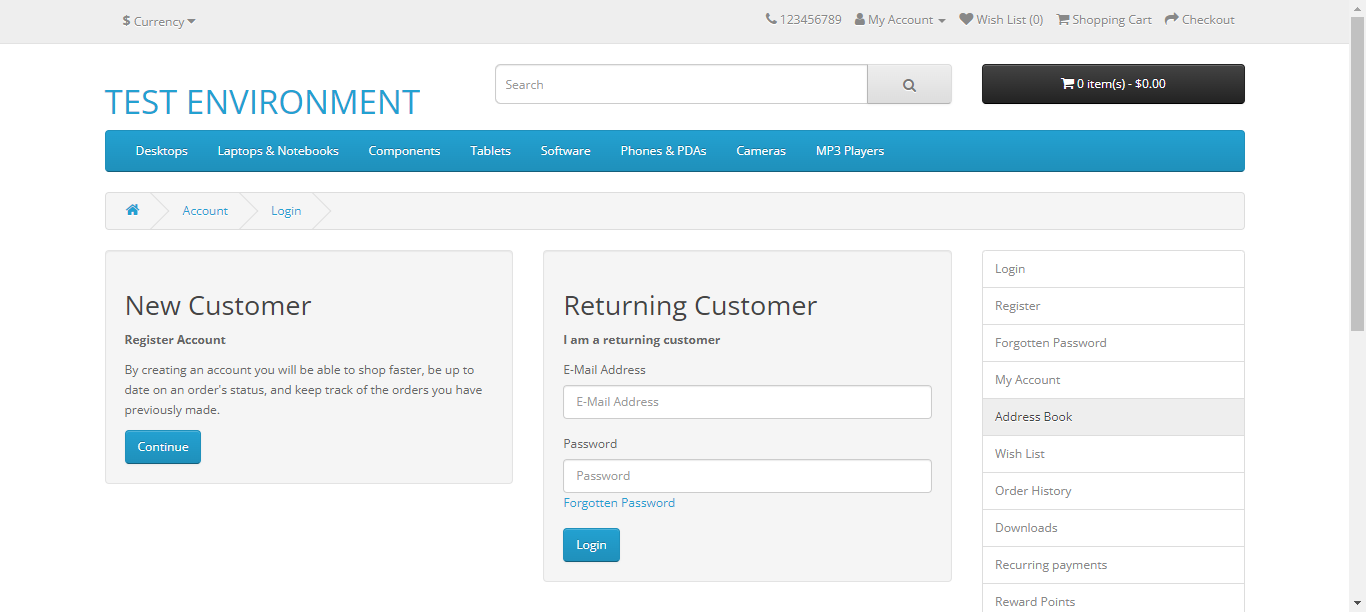 $ Currency
123456789 My Account Wish List (0) Shopping Cart Checkout
TEST ENVIRONMENT
Search
0 item(s) - $0.00
Desktops Laptops & Notebooks Components Tablets Software Phones & PDAs Cameras MP3 Players
Account Login
New Customer
Register Account
By creating an account you will be able to shop faster, be up to
date on an order's status, and keep track of the orders you have
previously made.
Continue
Returning Customer
I am a returning customer
E-Mail Address
E-Mail Address
Password
Password
Forgotten Password
Login
Login
Register
Forgotten Password
My Account
Address Book
Wish List
Order History
Downloads
Recurring payments
Reward Points